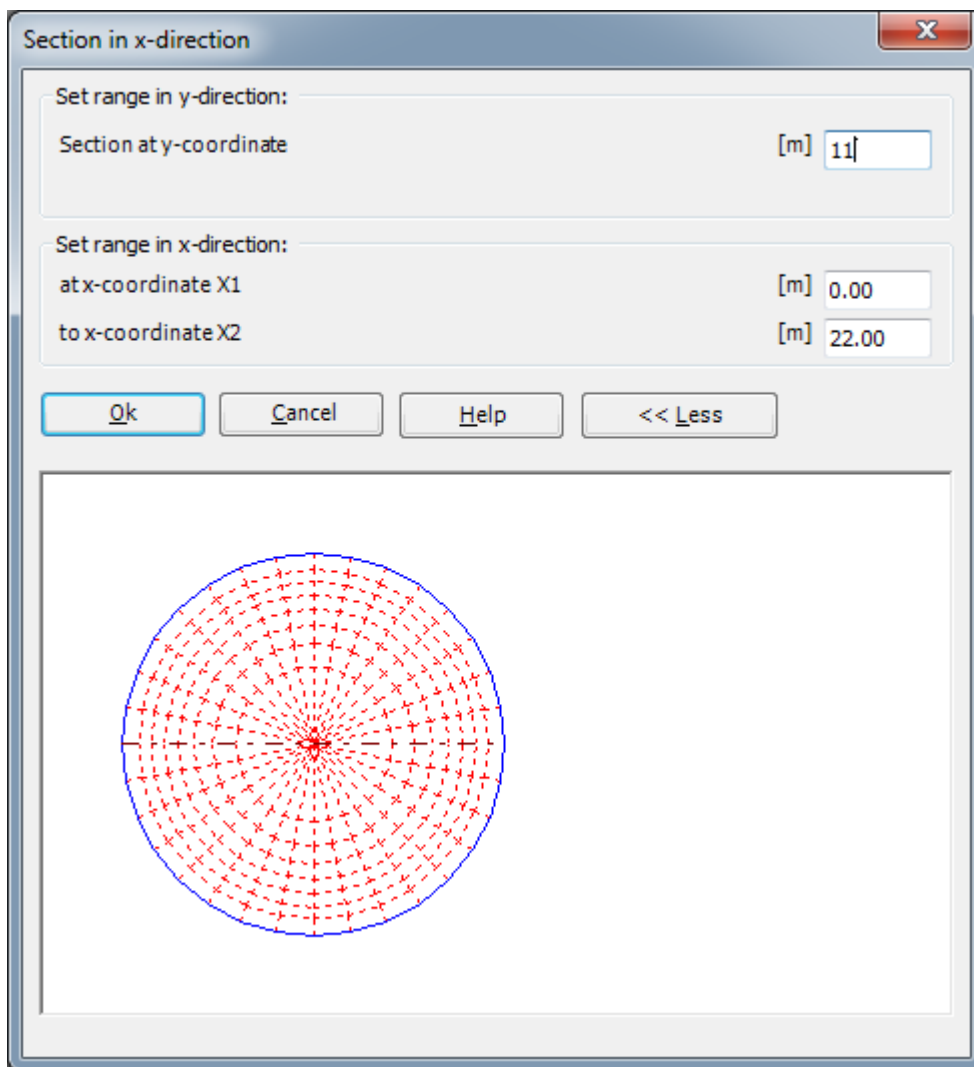 Section in x-direction
Set range in y-direction:
Section at y-coordinate [m] 11
Set range in x-direction:
at x-coordinate X1 [m] 0.00
to x-coordinate X2 [m] 22.00
Ok Cancel Help << Less